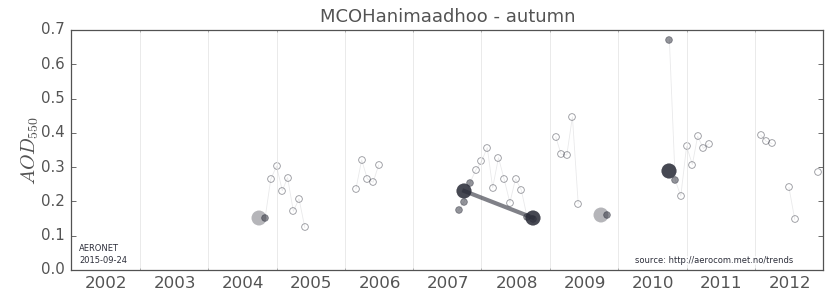 MCOHanimaadhoo - autumn
0.7
0.6
0.5
0.4
0.3
0.2
0.1
0.0
AOD550
AERONET
2015-09-24
source: http://aerocom.met.no/trends
2002 2003 2004 2005 2006 2007 2008 2009 2010 2011 2012